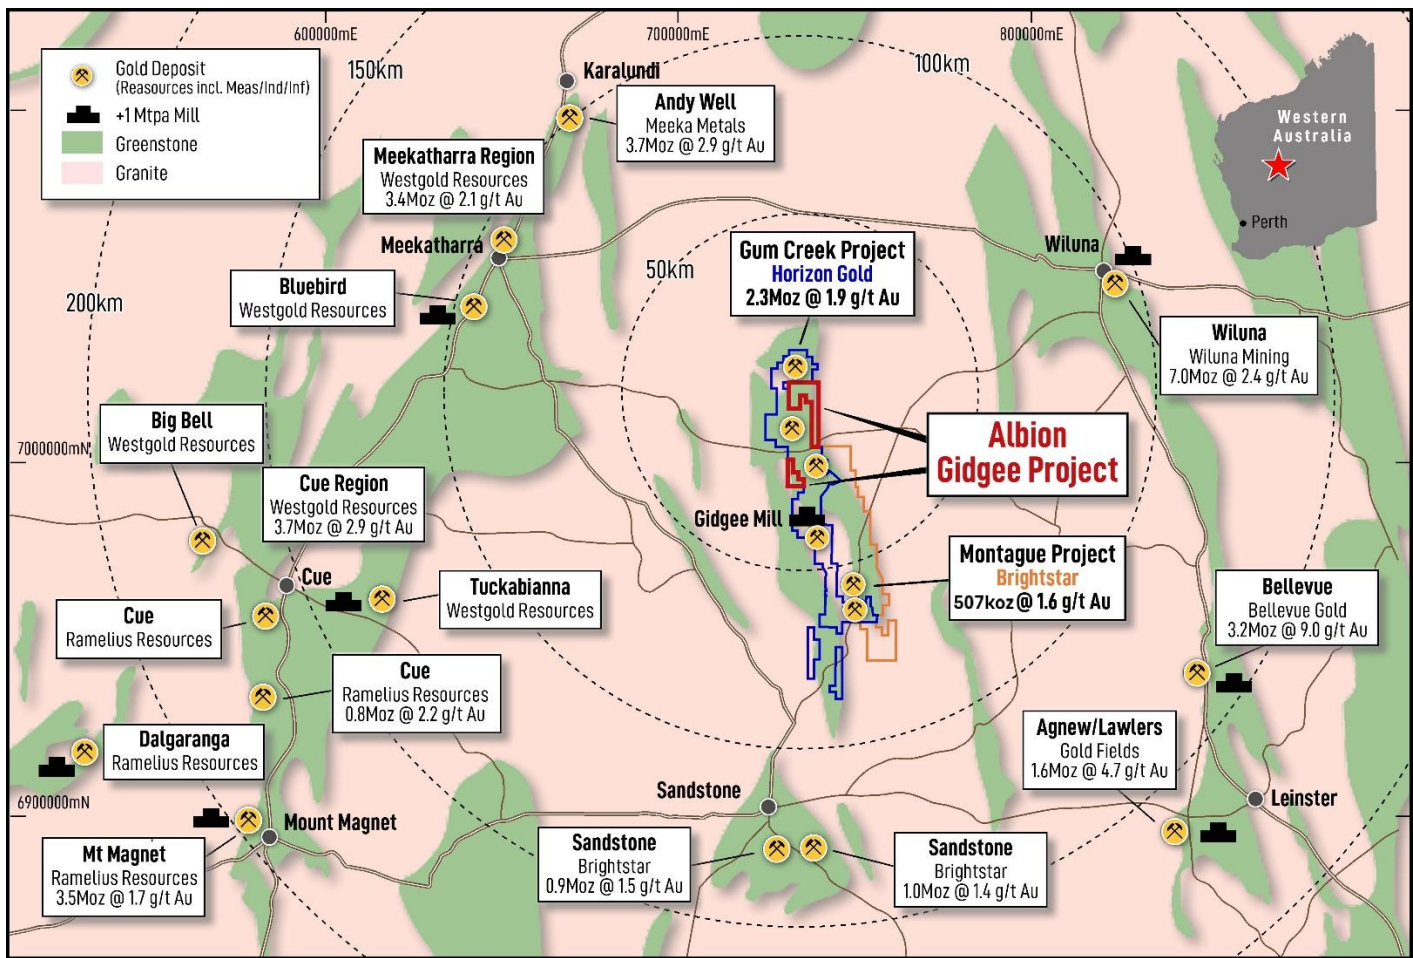 600000mE
700000mE
800000mE
Gold Deposit
(Reasources incl. Meas/Ind/Inf)
+1 Mtpa Mill
Greenstone
Granite
150km
100km
Karalundi
Andy Well
Meeka Metals
3.7Moz @ 2.9 g/t Au
Western
Australia
Perth
Meekatharra Region
Westgold Resources
3.4Moz @ 2.1 g/t Au
Meekatharra
Gum Creek Project
Horizon Gold
2.3Moz @ 1.9 g/t Au
Wiluna
50km
200km
Bluebird
Westgold Resources
Wiluna
Wiluna Mining
7.0Moz @ 2.4 g/t Au
Big Bell
Westgold Resources
7000000mN
Albion
Gidgee Project
Cue Region
Westgold Resources
3.7Moz @ 2.9 g/t Au
Gidgee Mill
Montague Project
Brightstar
507koz @ 1.6 g/t Au
Cue
Tuckabianna
Westgold Resources
Bellevue
Bellevue Gold
3.2Moz @ 9.0 g/t Au
Cue
Ramelius Resources
Cue
Ramelius Resources
0.8Moz @ 2.2 g/t Au
Dalgaranga
Ramelius Resources
Agnew/Lawlers
Gold Fields
1.6Moz @ 4.7 g/t Au
6900000mN
Sandstone
Leinster
Mount Magnet
Mt Magnet
Ramelius Resources
3.5Moz @ 1.7 g/t Au
Sandstone
Brightstar
0.9Moz @ 1.5 g/t Au
Sandstone
Brightstar
1.0Moz @ 1.4 g/t Au